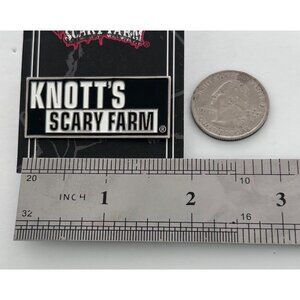 SCARY FARM
KNOTT'S
SCARY FARM®
20 10
INCH 1 2 3
32 16